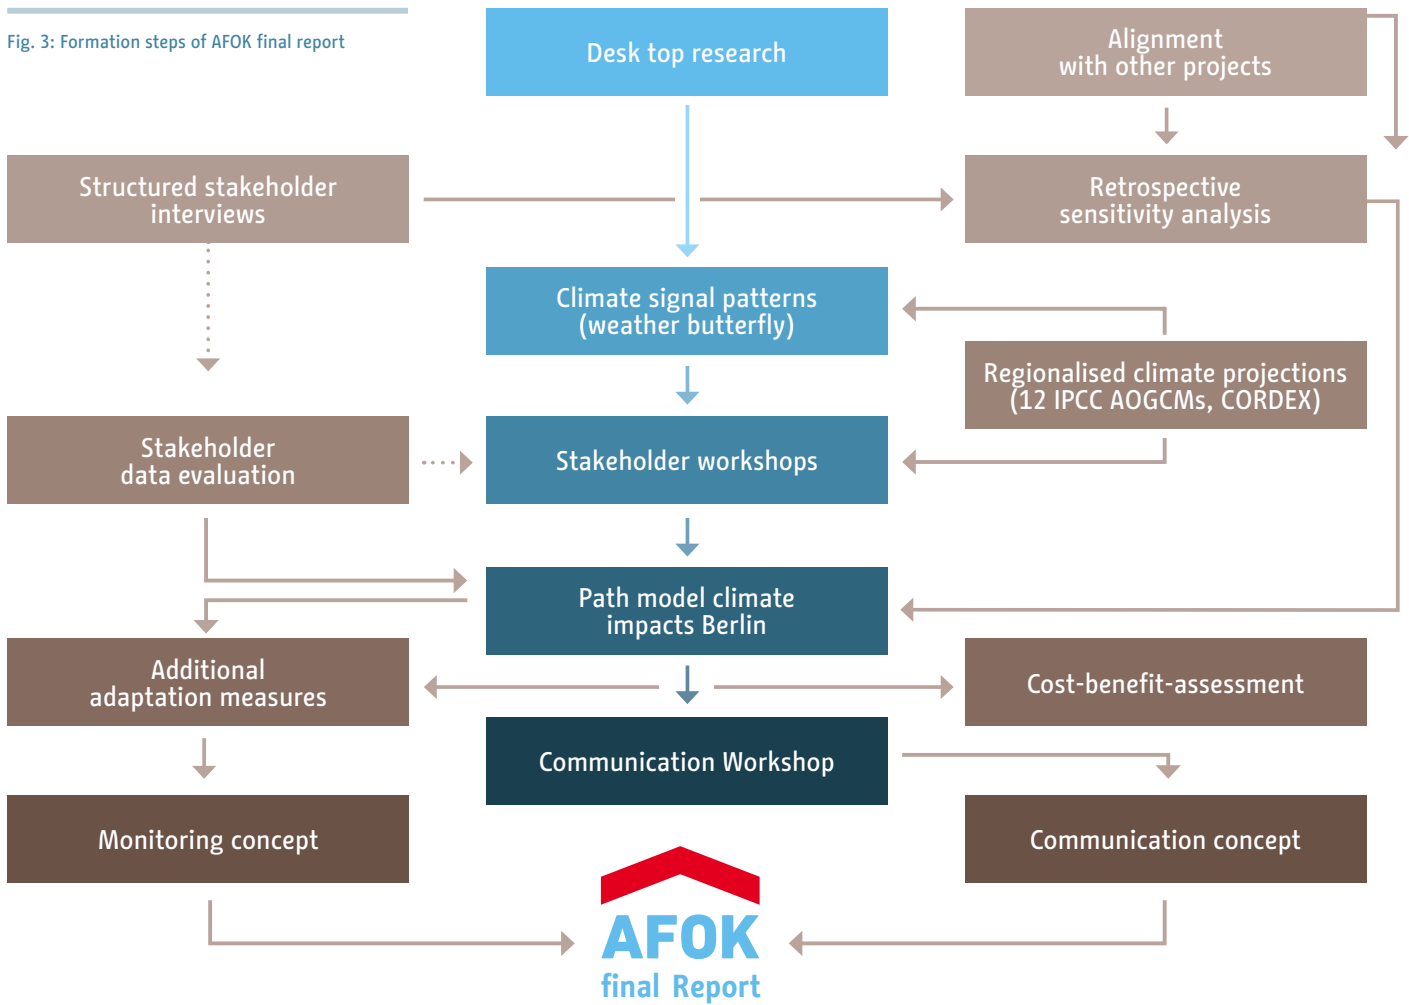 Fig. 3: Formation steps of AFOK final report
Desk top research
Alignment
with other projects
Structured stakeholder
interviews
Retrospective
sensitivity analysis
Climate signal patterns
(weather butterfly)
Regionalised climate projections
(12 IPCC AOGCMs, CORDEX)
Stakeholder
data evaluation
Stakeholder workshops
Path model climate
impacts Berlin
Additional
adaptation measures
Cost-benefit-assessment
Communication Workshop
Monitoring concept
Communication concept
AFOK
final Report